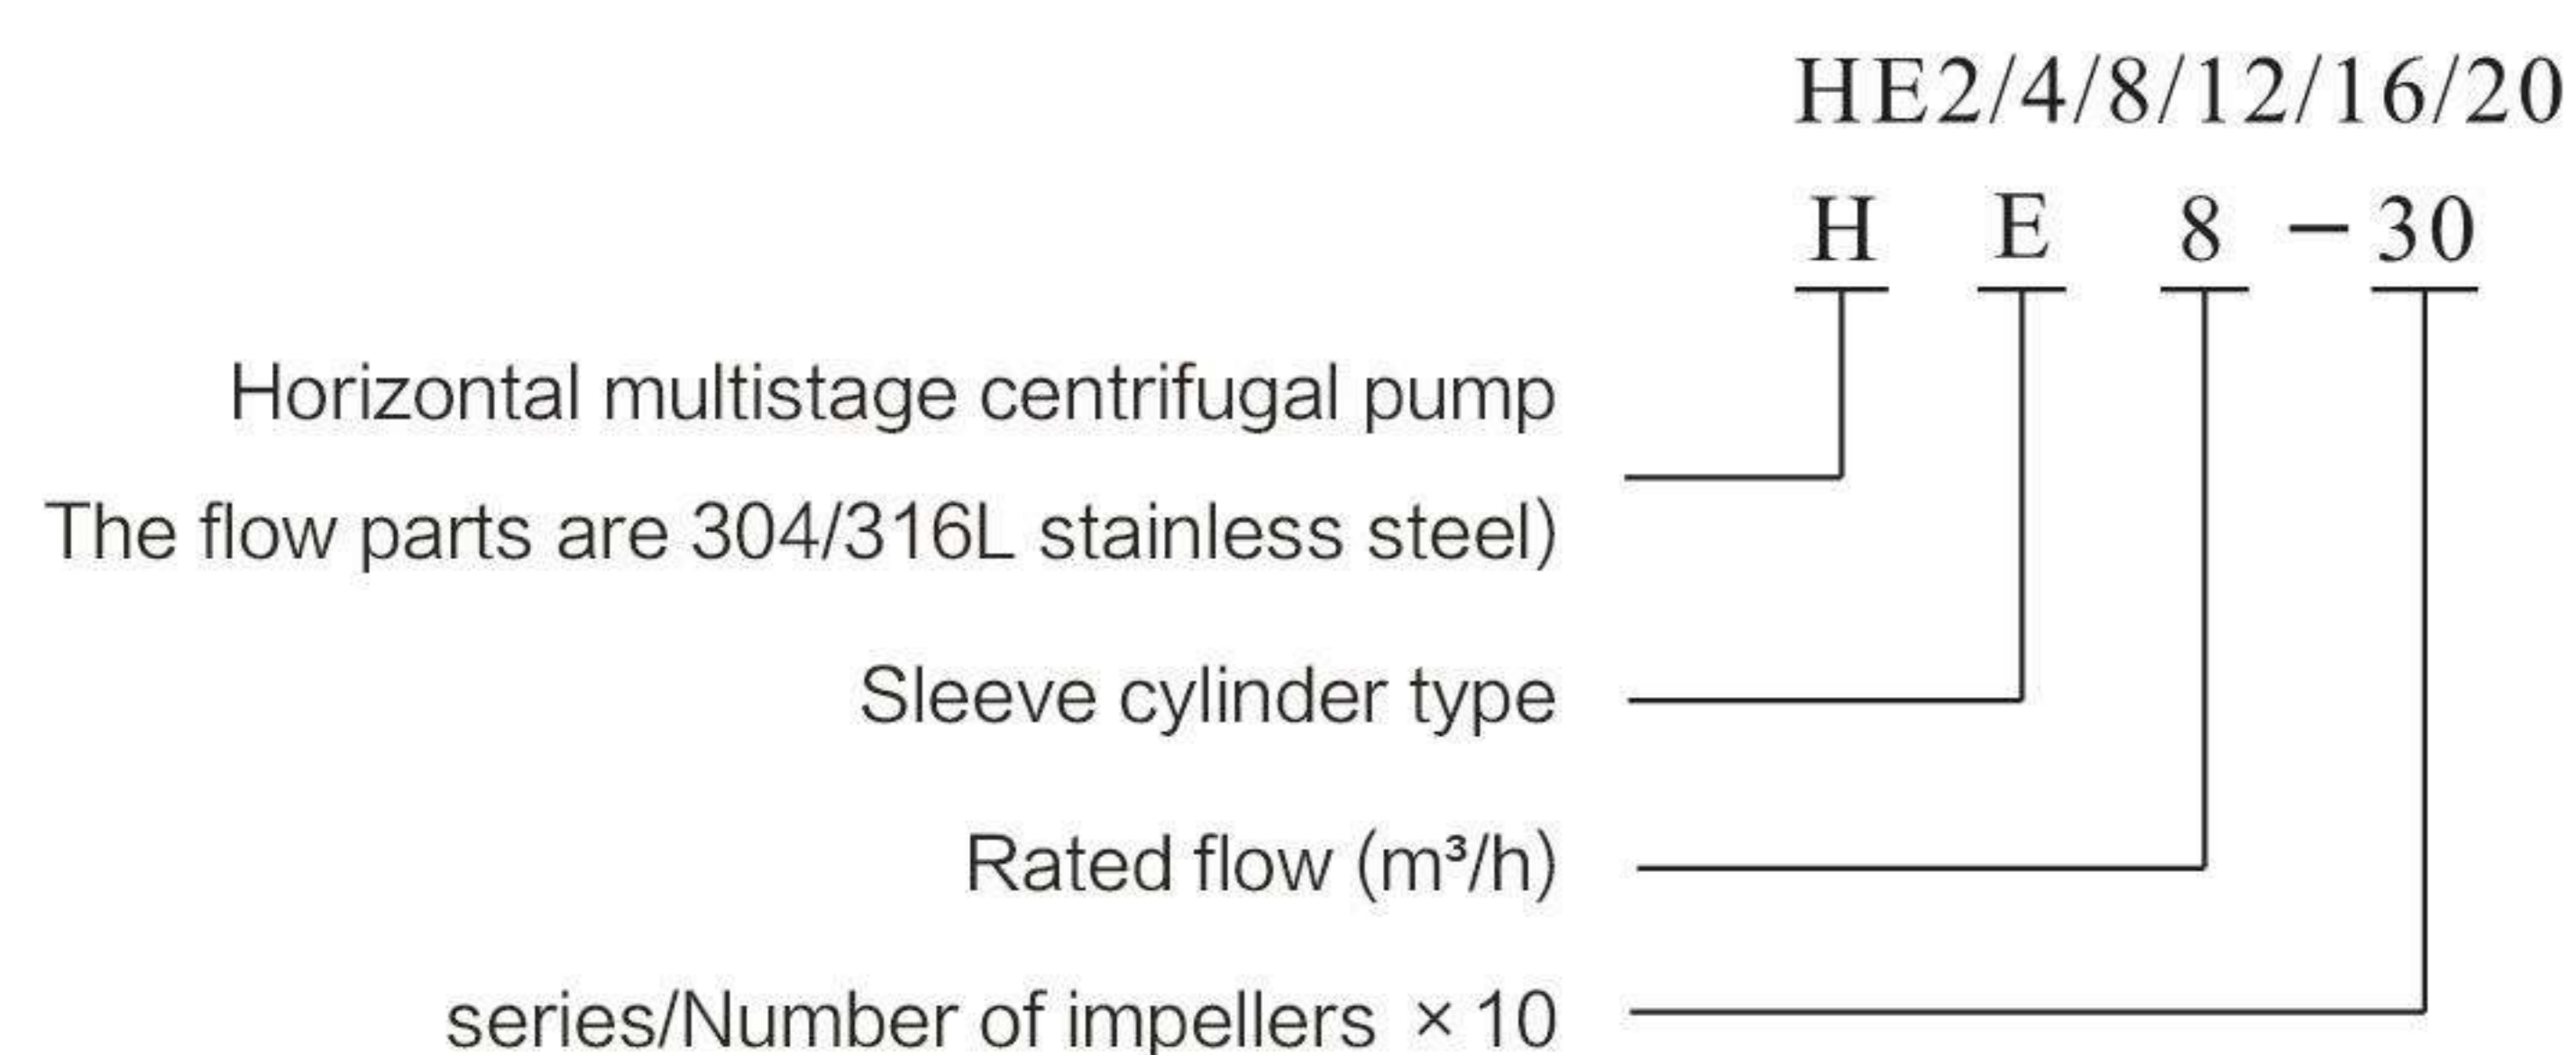 HE2/4/8/12/16/20
H E 8 - 30
Horizontal multistage centrifugal pump
The flow parts are 304/316L stainless steel)
Sleeve cylinder type
Rated flow (m³/h)
series/Number of impellers ×10